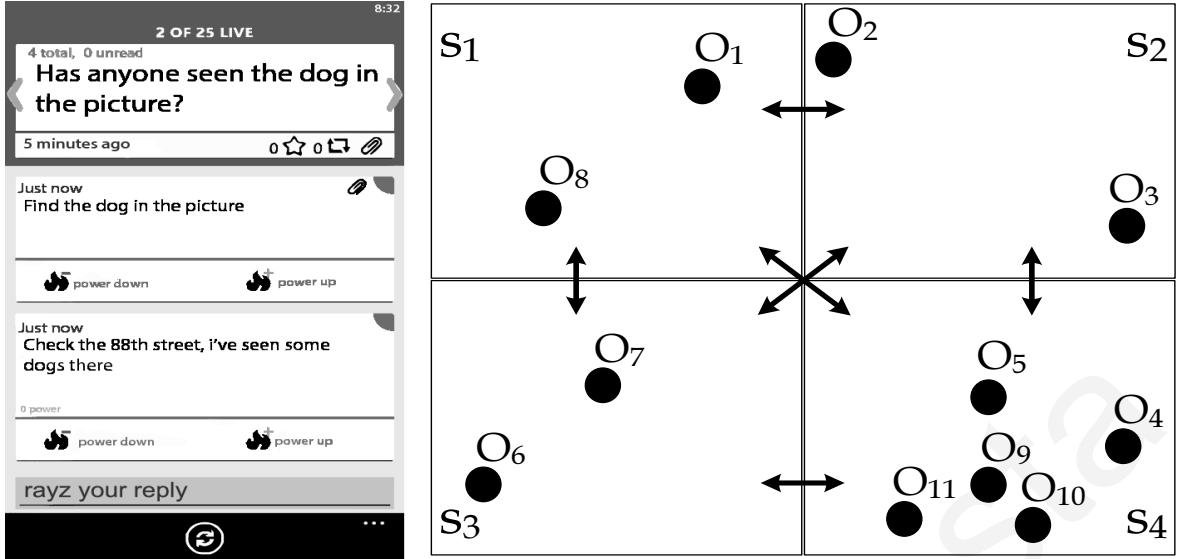 8:32
2 OF 25 LIVE
4 total, 0 unread
Has anyone seen the dog in
the picture?
5 minutes ago
0 0
Just now
Find the dog in the picture
power down power up
Just now
Check the 88th street, i've seen some
dogs there
0 power
power down power up
rayz your reply
...
S1
O1
O8
O2
S2
O3
O7
O6
S3
O5
O4
O9
O11
O10
S4
sta